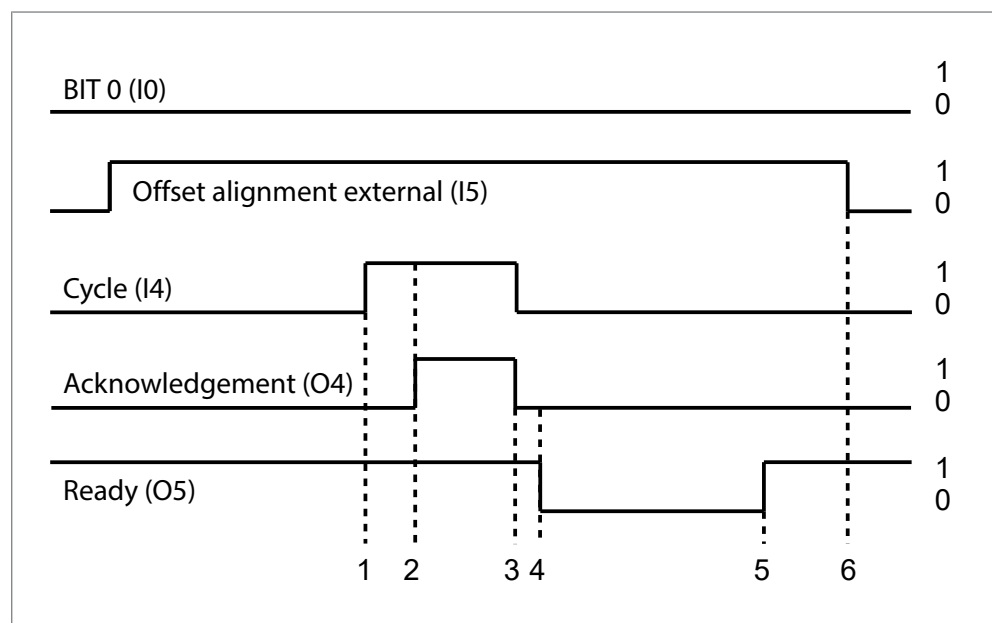 BIT 0 (I0)
1
0
Offset alignment external (I5)
1
0
Cycle (I4)
1
0
Acknowledgement (O4)
1
0
Ready (O5)
1
0
1 2 3 4 5 6